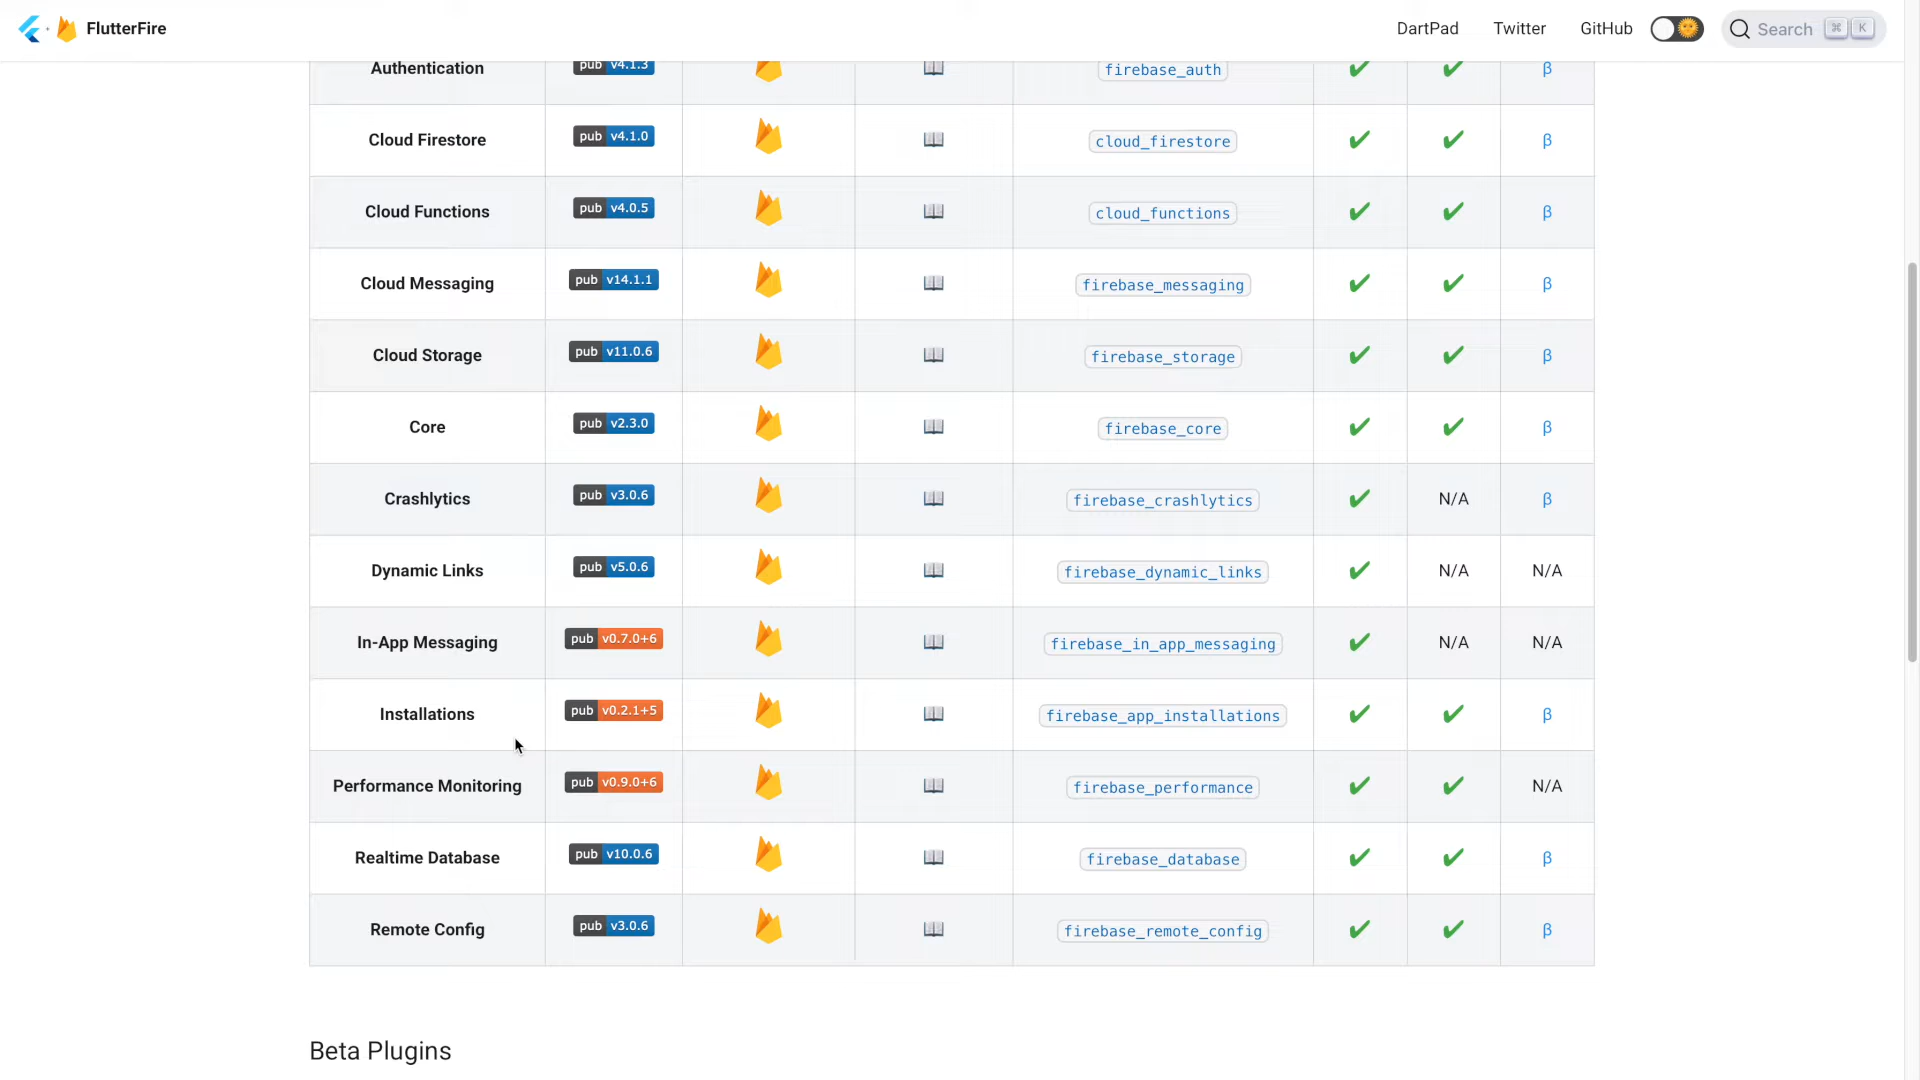 FlutterFire DartPad Twitter GitHub Search ⌘ K
Authentication pub v4.1.3 firebase_auth ✔ ✔ β
Cloud Firestore pub v4.1.0 cloud_firestore ✔ ✔ β
Cloud Functions pub v4.0.5 cloud_functions ✔ ✔ β
Cloud Messaging pub v14.1.1 firebase_messaging ✔ ✔ β
Cloud Storage pub v11.0.6 firebase_storage ✔ ✔ β
Core pub v2.3.0 firebase_core ✔ ✔ β
Crashlytics pub v3.0.6 firebase_crashlytics ✔ N/A β
Dynamic Links pub v5.0.6 firebase_dynamic_links ✔ N/A N/A
In-App Messaging pub v0.7.0+6 firebase_in_app_messaging ✔ N/A N/A
Installations pub v0.2.1+5 firebase_app_installations ✔ ✔ β
Performance Monitoring pub v0.9.0+6 firebase_performance ✔ ✔ N/A
Realtime Database pub v10.0.6 firebase_database ✔ ✔ β
Remote Config pub v3.0.6 firebase_remote_config ✔ ✔ β
Beta Plugins